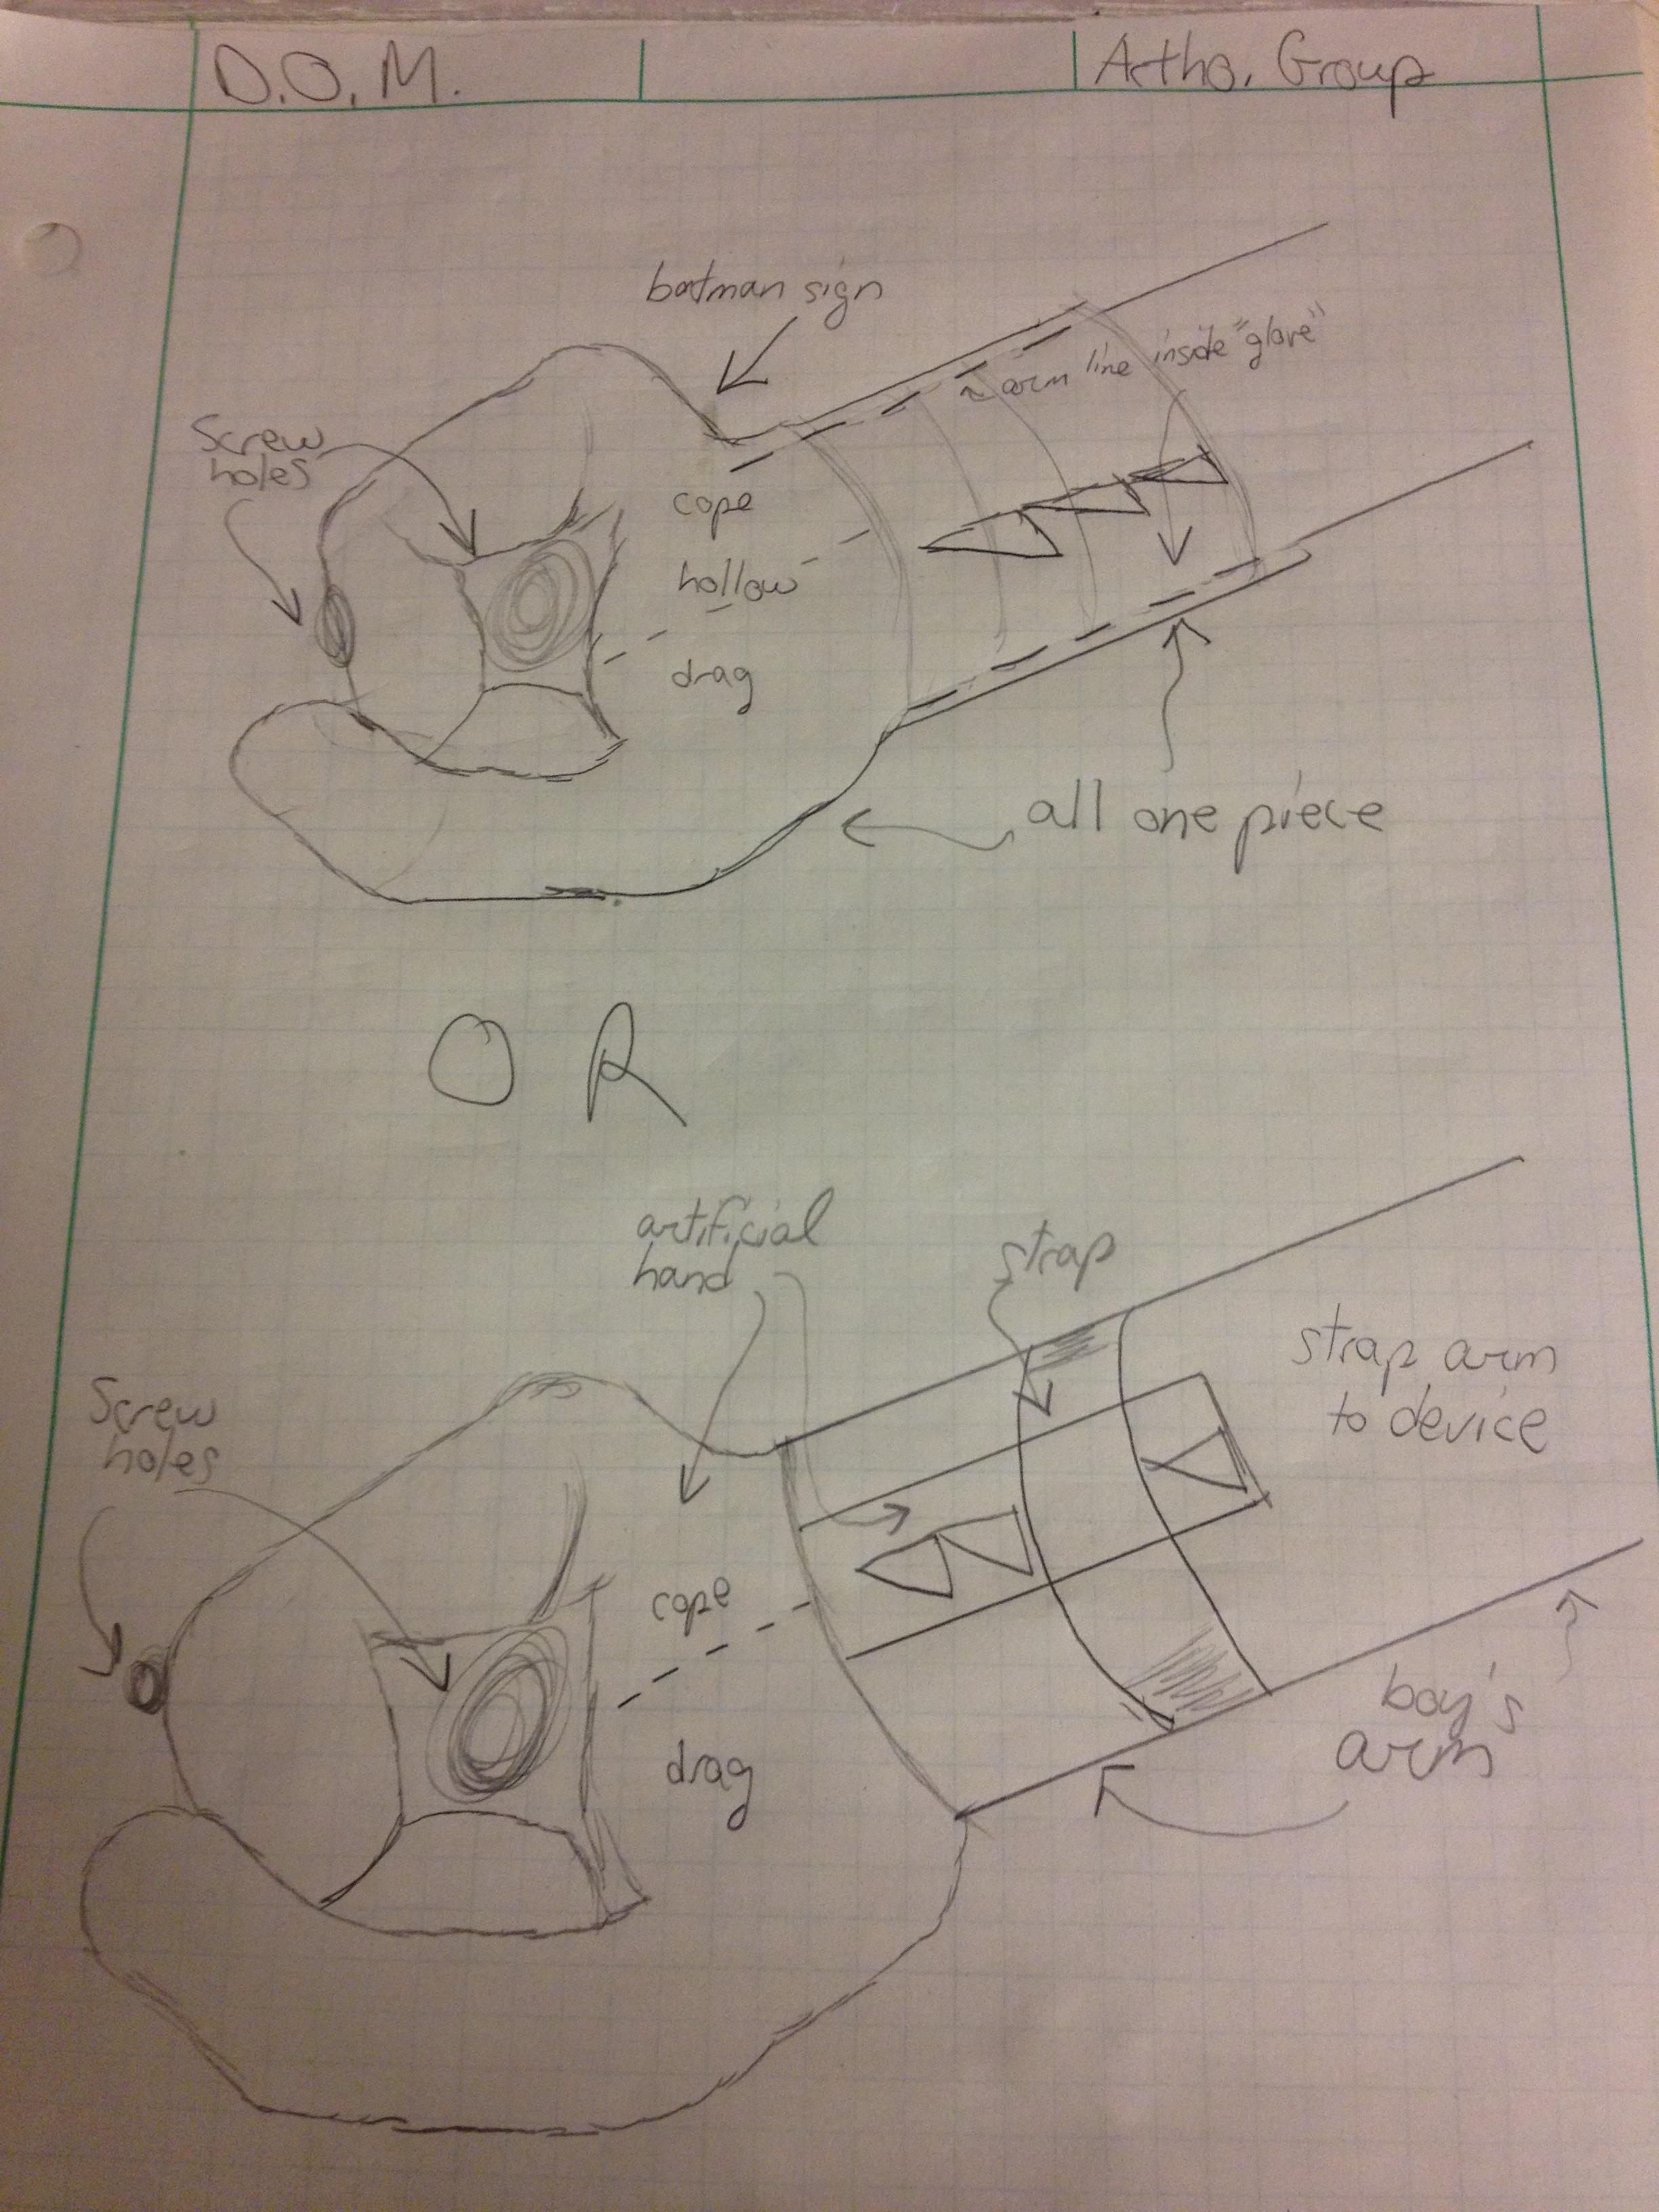 D.O.M.
Artho. Group
batman sign
arm line inside "glove"
Screw
holes
cope
hollow
drag
all one piece
OR
artificial
hand
strap
strap arm
to device
Screw
holes
cope
drag
boy's
arm